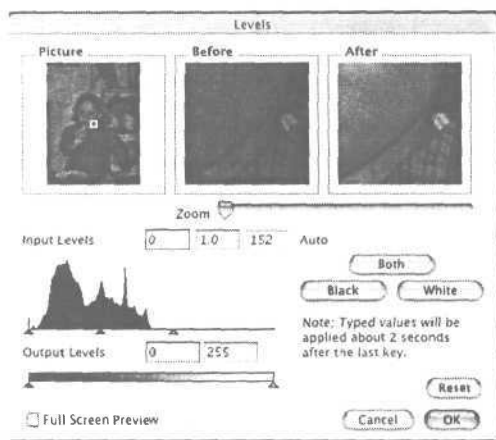 Levels
Picture Before After
Zoom
Input Levels 0 1.0 152 Auto
Both
Black White
Note: Typed values will be
applied about 2 seconds
after the last key.
Output Levels 0 255
Reset
Full Screen Preview Cancel OK